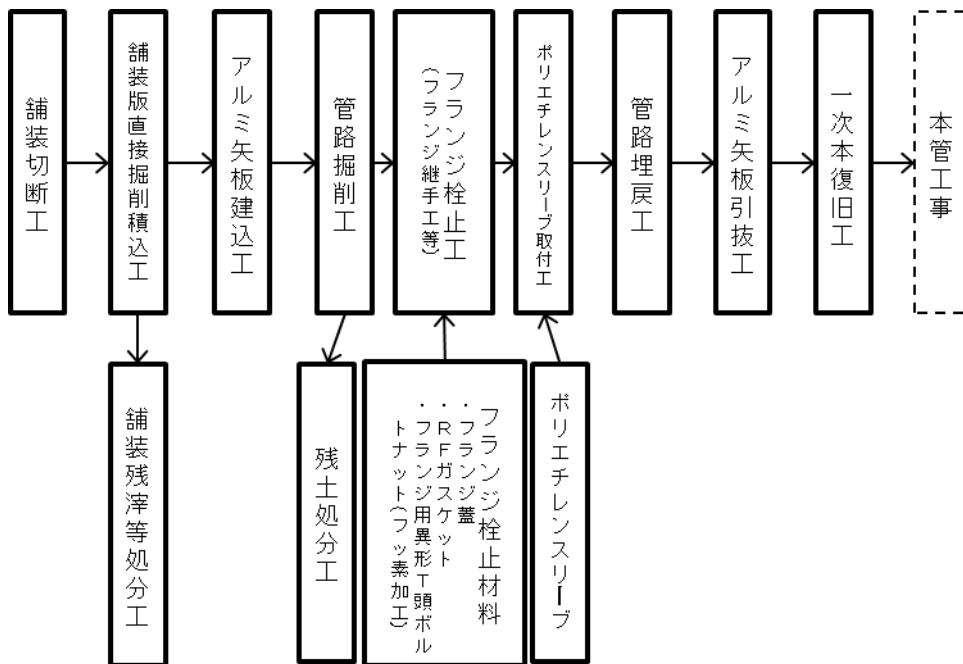 舗装切断工
舗装版直接掘削積込工
アルミ矢板建込工
管路掘削工
フランジ栓止工
(フランジ継手工等)
ポリエチレンスリーブ取付工
管路埋戻工
アルミ矢板引抜工
一次本復旧工
本管工事
舗装残滓等処分工
残土処分工
フランジ栓止材料
・フランジ蓋
・RFガスケット
・フランジ用異形T頭ボル
トナット(フッ素加工)
ポリエチレンスリーブ